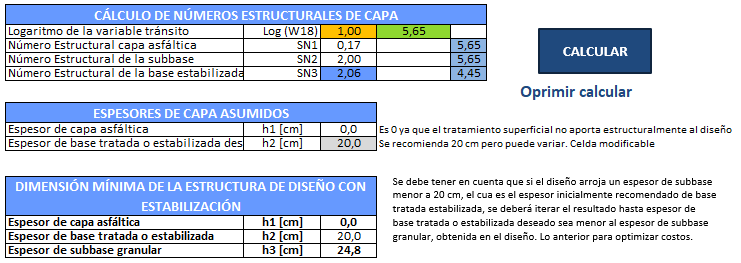 CÁLCULO DE NÚMEROS ESTRUCTURALES DE CAPA
Logaritmo de la variable tránsito Log (W18) 1,00 5,65
Número Estructural capa asfáltica SN1 0,17 5,65
Número Estructural de la subbase SN2 2,00 5,65
Número Estructural de la base estabilizada SN3 2,06 4,45
CALCULAR
Oprimir calcular
ESPESORES DE CAPA ASUMIDOS
Espesor de capa asfáltica h1 [cm] 0,0 Es 0 ya que el tratamiento superficial no aporta estructuralmente al diseño
Espesor de base tratada o estabilizada des h2 [cm] 20,0 Se recomienda 20 cm pero puede variar. Celda modificable
DIMENSIÓN MÍNIMA DE LA ESTRUCTURA DE DISEÑO CON
ESTABILIZACIÓN
Espesor de capa asfáltica h1 [cm] 0,0
Espesor de base tratada o estabilizada h2 [cm] 20,0
Espesor de subbase granular h3 [cm] 24,8
Se debe tener en cuenta que si el diseño arroja un espesor de subbase
menor a 20 cm, el cua es el espesor inicialmente recomendado de base
tratada estabilizada, se deberá iterar el resultado hasta espesor de
base tratada o estabilizada deseado sea menor al espesor de subbase
granular, obtenida en el diseño. Lo anterior para optimizar costos.